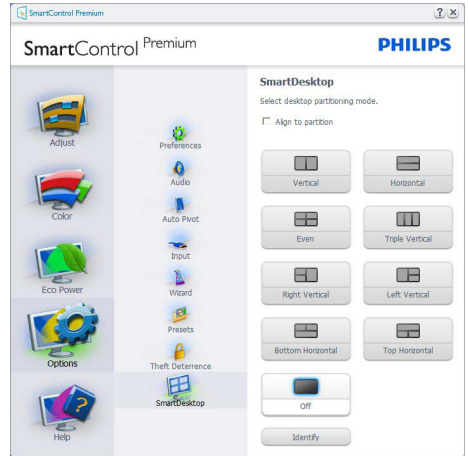 SmartControl Premium
SmartControl Premium
PHILIPS
Adjust
Color
Eco Power
Options
Help
Preferences
Audio
Auto Pivot
Input
Wizard
Presets
Theft Deterrence
SmartDesktop
SmartDesktop
Select desktop partitioning mode.
Align to partition
Vertical
Horizontal
Even
Triple Vertical
Right Vertical
Left Vertical
Bottom Horizontal
Top Horizontal
Off
Identify